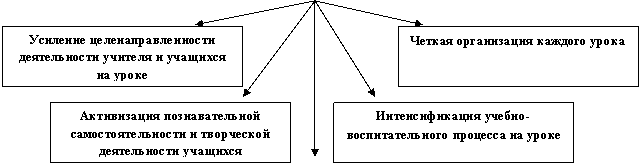 Усиление целенаправленности
деятельности учителя и учащихся
на уроке
Четкая организация каждого урока
Активизация познавательной
самостоятельности и творческой
деятельности учащихся
Интенсификация учебно-
воспитательного процесса на уроке